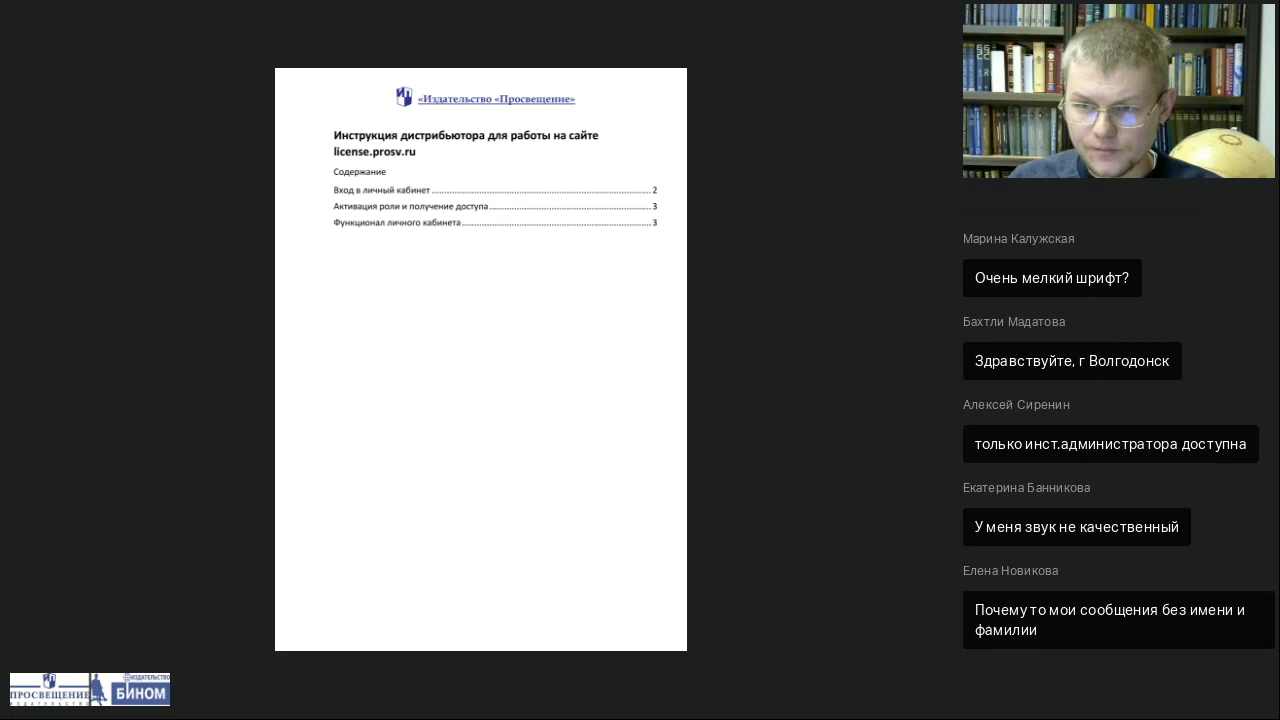 «Издательство «Просвещение»
Инструкция дистрибьютора для работы на сайте
license.prosv.ru
Содержание
Вход в личный кабинет 2
Активация роли и получение доступа 3
Функционал личного кабинета 3
Марина Калужская
Очень мелкий шрифт?
Бахтли Мадатова
Здравствуйте, г Волгодонск
Алексей Сиренин
только инст.администратора доступна
Екатерина Банникова
У меня звук не качественный
Елена Новикова
Почему то мои сообщения без имени и
фамилии
ПРОСВЕЩЕНИЕ
ИЗДАТЕЛЬСТВО
ИЗДАТЕЛЬСТВО
БИНОМ